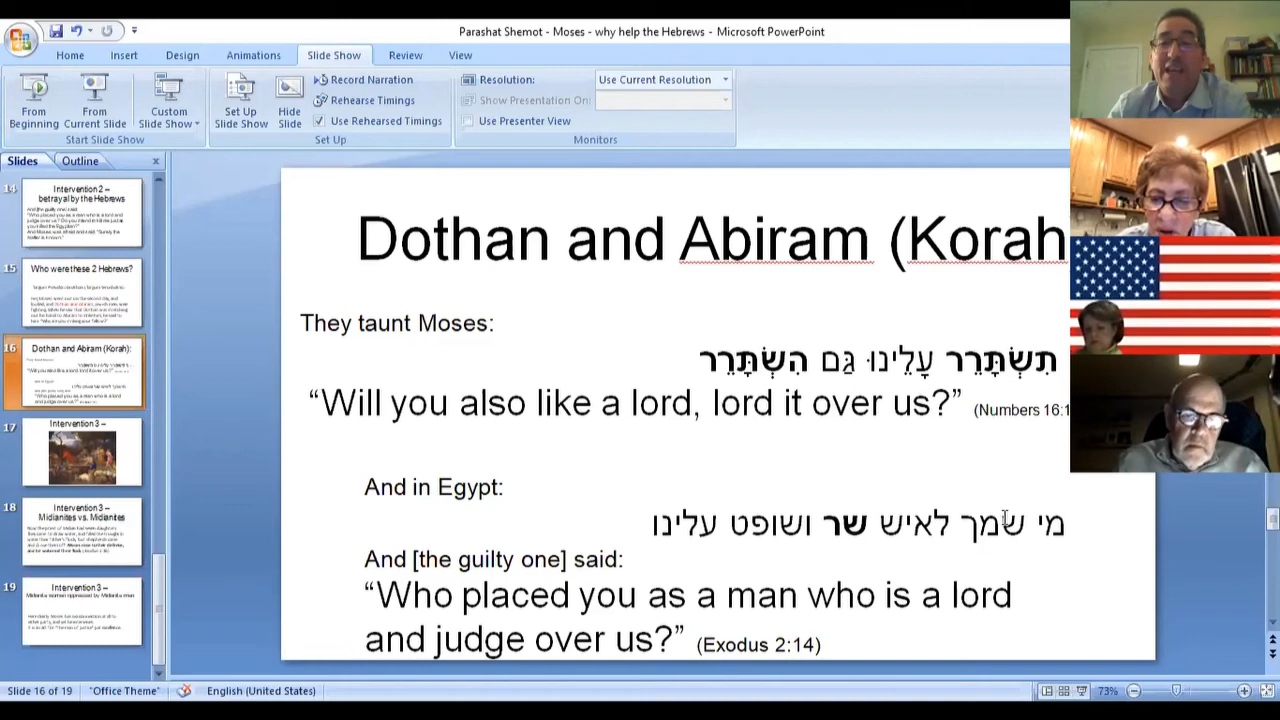 Parashat Shemot - Moses - why help the Hebrews - Microsoft PowerPoint
Home Insert Design Animations Slide Show Review View
From Beginning
From Current Slide
Custom Slide Show
Start Slide Show
Set Up Slide Show
Hide Slide
Record Narration
Rehearse Timings
Use Rehearsed Timings
Set Up
Resolution: Use Current Resolution
Show Presentation On:
Use Presenter View
Monitors
Slides Outline
14
Intervention 2 –
betrayal by the Hebrews
15
Who were these 2 Hebrews?
16
Dothan and Abiram (Korah):
17
Intervention 3 –
18
Intervention 3 –
Midianites vs. Midianites
19
Intervention 3 –
Midianite women oppressed by Midianite men
Dothan and Abiram (Korah
They taunt Moses:
תִשְׂתָּרֵר עָלֵינוּ גַּם הִשְׂתָּרֵר
“Will you also like a lord, lord it over us?” (Numbers 16:1
And in Egypt:
מי שׂמך לאיש שר ושופט עלינו
And [the guilty one] said:
“Who placed you as a man who is a lord
and judge over us?” (Exodus 2:14)
Slide 16 of 19 "Office Theme" English (United States) 73%